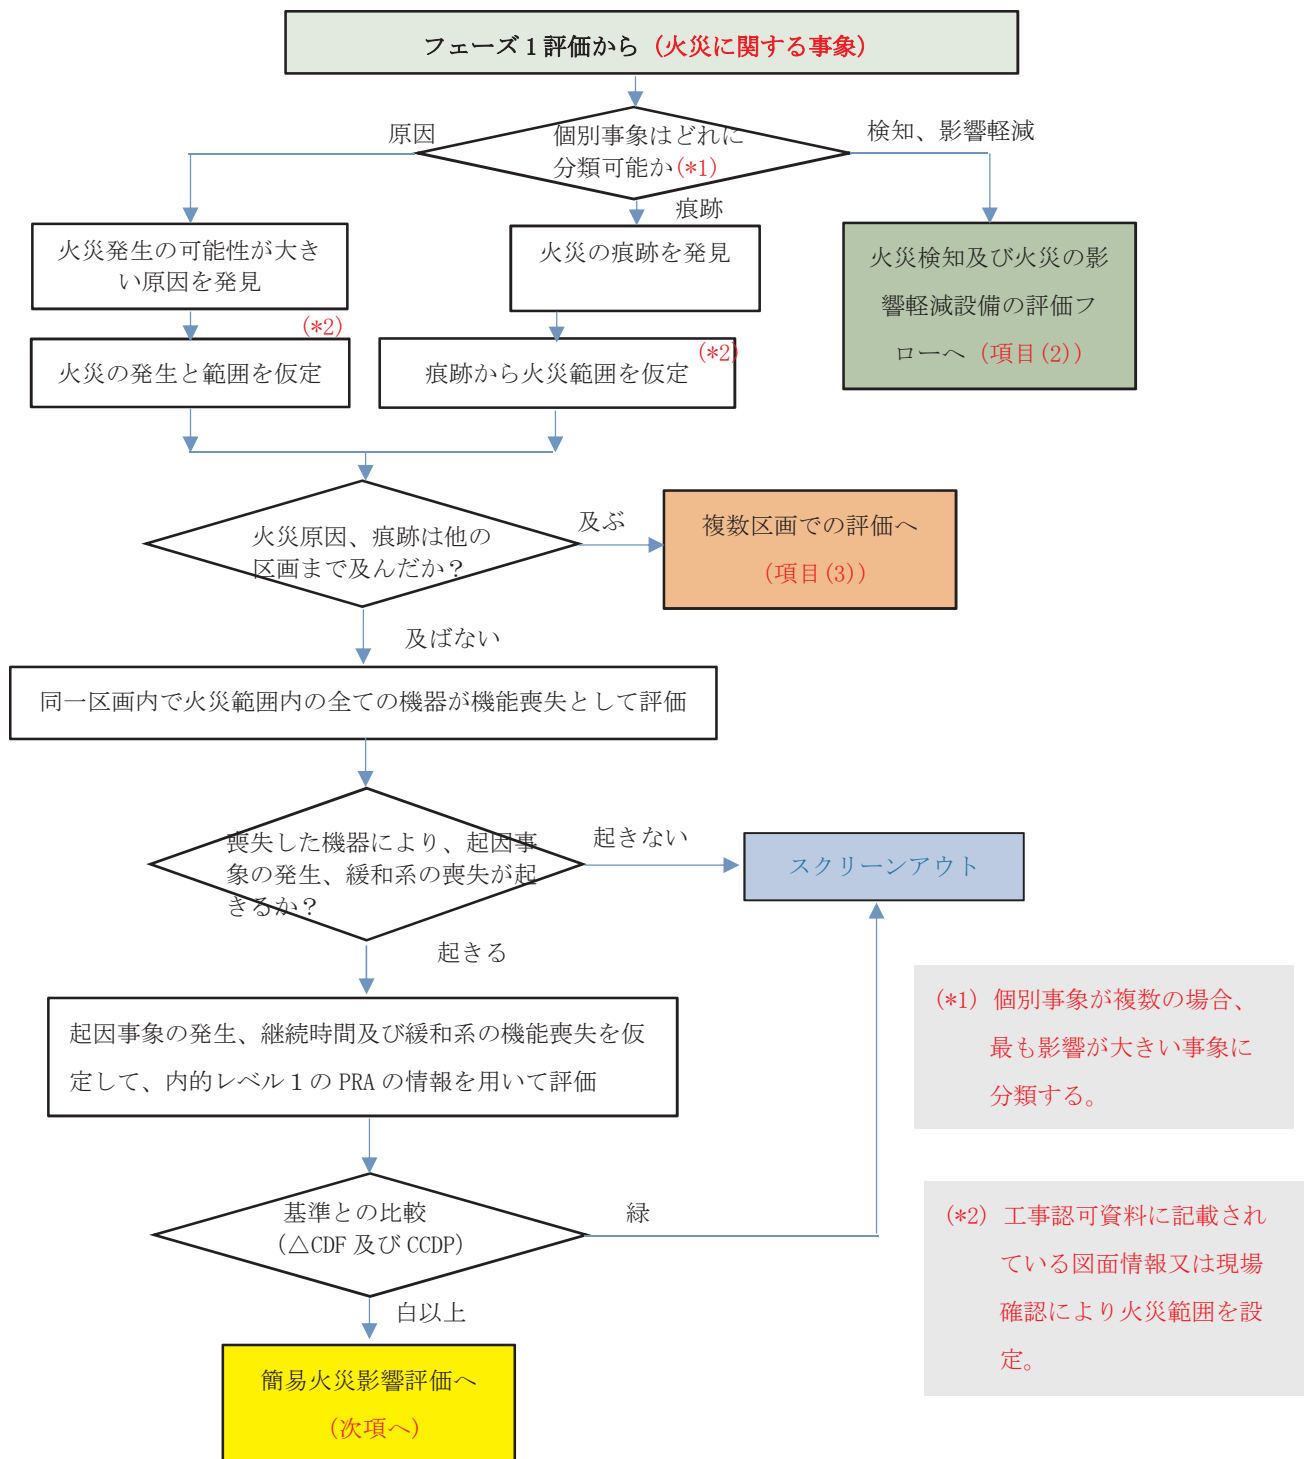 フェーズ1評価から（火災に関する事象）
個別事象はどれに
分類可能か(*1)
原因
検知、影響軽減
痕跡
火災発生の可能性が大き
い原因を発見
火災の痕跡を発見
火災検知及び火災の影
響軽減設備の評価フ
ローへ（項目(2)）
(*2)
火災の発生と範囲を仮定
(*2)
痕跡から火災範囲を仮定
火災原因、痕跡は他の
区画まで及んだか？
及ぶ
複数区画での評価へ
（項目(3)）
及ばない
同一区画内で火災範囲内の全ての機器が機能喪失として評価
喪失した機器により、起因事
象の発生、緩和系の喪失が起
きるか？
起きない
スクリーンアウト
起きる
起因事象の発生、継続時間及び緩和系の機能喪失を仮
定して、内的レベル１の PRA の情報を用いて評価
(*1) 個別事象が複数の場合、
最も影響が大きい事象に
分類する。
基準との比較
（△CDF 及び CCDP）
緑
白以上
(*2) 工事認可資料に記載され
ている図面情報又は現場
確認により火災範囲を設
定。
簡易火災影響評価へ
（次項へ）